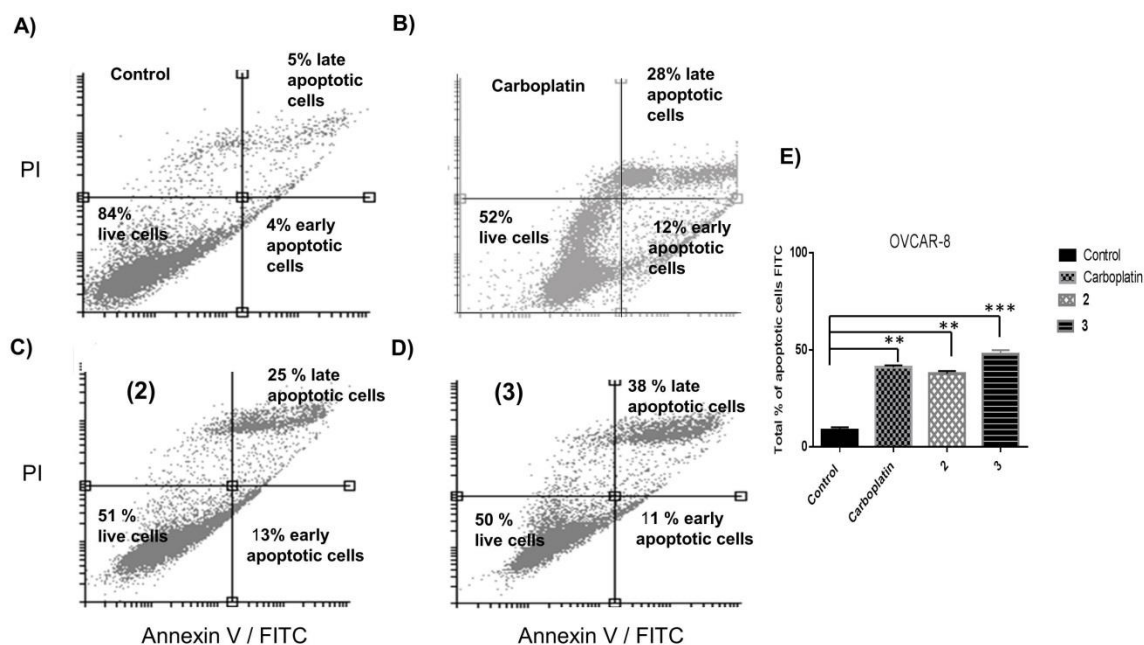 A)
Control
5% late
apoptotic
cells
PI
84%
live cells
4% early
apoptotic
cells
B)
Carboplatin
28% late
apoptotic
cells
52%
live cells
12% early
apoptotic
cells
C)
(2)
25 % late
apoptotic cells
PI
51 %
live cells
13% early
apoptotic cells
Annexin V / FITC
D)
(3)
38 % late
apoptotic cells
50 %
live cells
11 % early
apoptotic cells
Annexin V / FITC
E)
OVCAR-8
Total % of apoptotic cells FITC
100
50
0
**
**
***
Control
Carboplatin
2
3
Control
Carboplatin
2
3